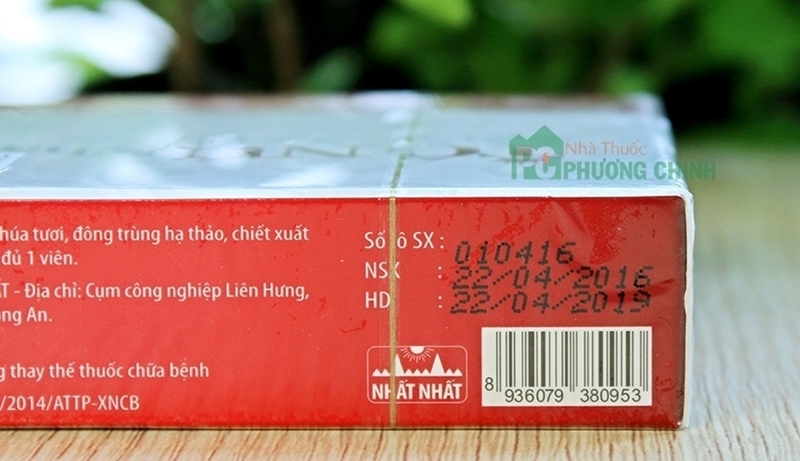 Nhà Thuốc
PHƯƠNG CHINH
húa tươi, đông trùng hạ thảo, chiết xuất
đủ 1 viên.
- Địa chỉ: Cụm công nghiệp Liên Hưng,
ong An.
thay thế thuốc chữa bệnh
/2014/ATTP-XNCB
Số lô SX : 010416
NSX : 22/04/2016
HD : 22/04/2019
NHẤT NHẤT
8 936079 380953